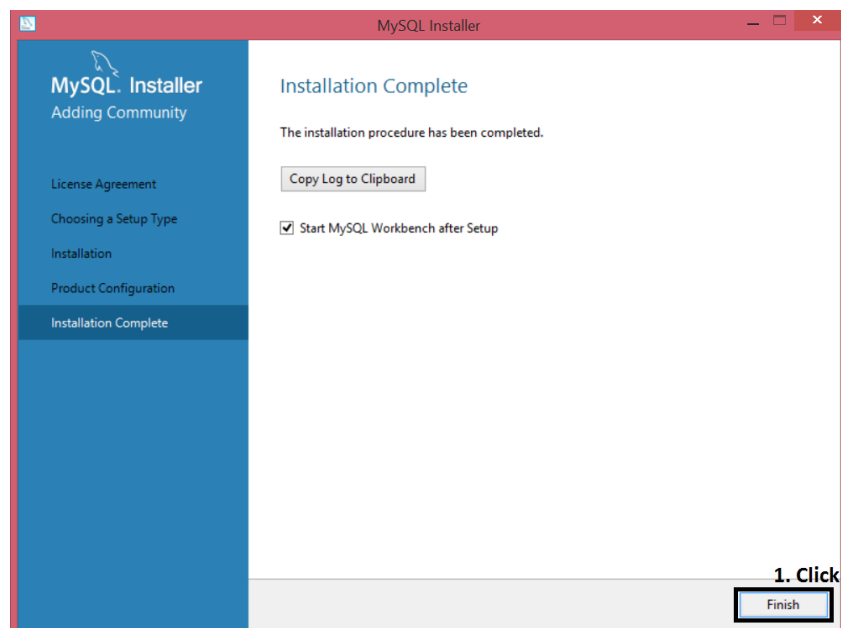 MySQL Installer
MySQL. Installer
Adding Community
License Agreement
Choosing a Setup Type
Installation
Product Configuration
Installation Complete
Installation Complete
The installation procedure has been completed.
Copy Log to Clipboard
Start MySQL Workbench after Setup
1. Click
Finish